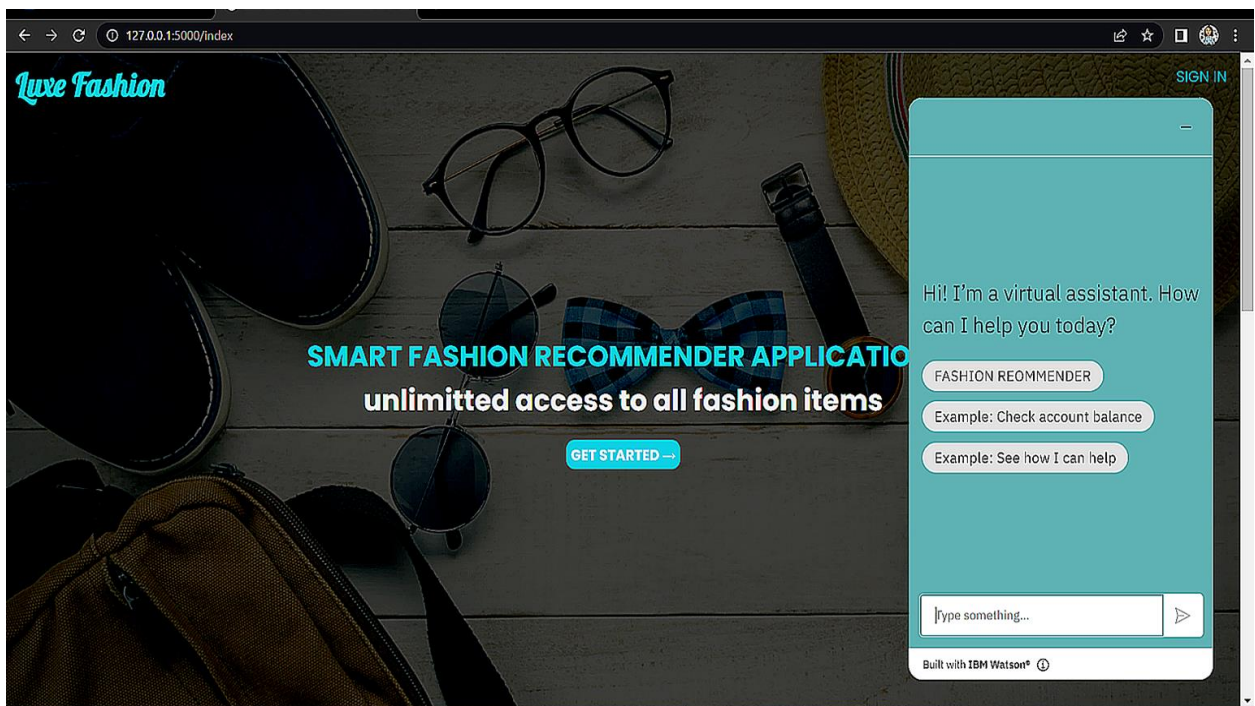 127.0.0.1:5000/index
Luxe Fashion
SIGN IN
SMART FASHION RECOMMENDER APPLICATIO
unlimitted access to all fashion items
GET STARTED →
Hi! I'm a virtual assistant. How
can I help you today?
FASHION REOMMENDER
Example: Check account balance
Example: See how I can help
Type something...
Built with IBM Watson®